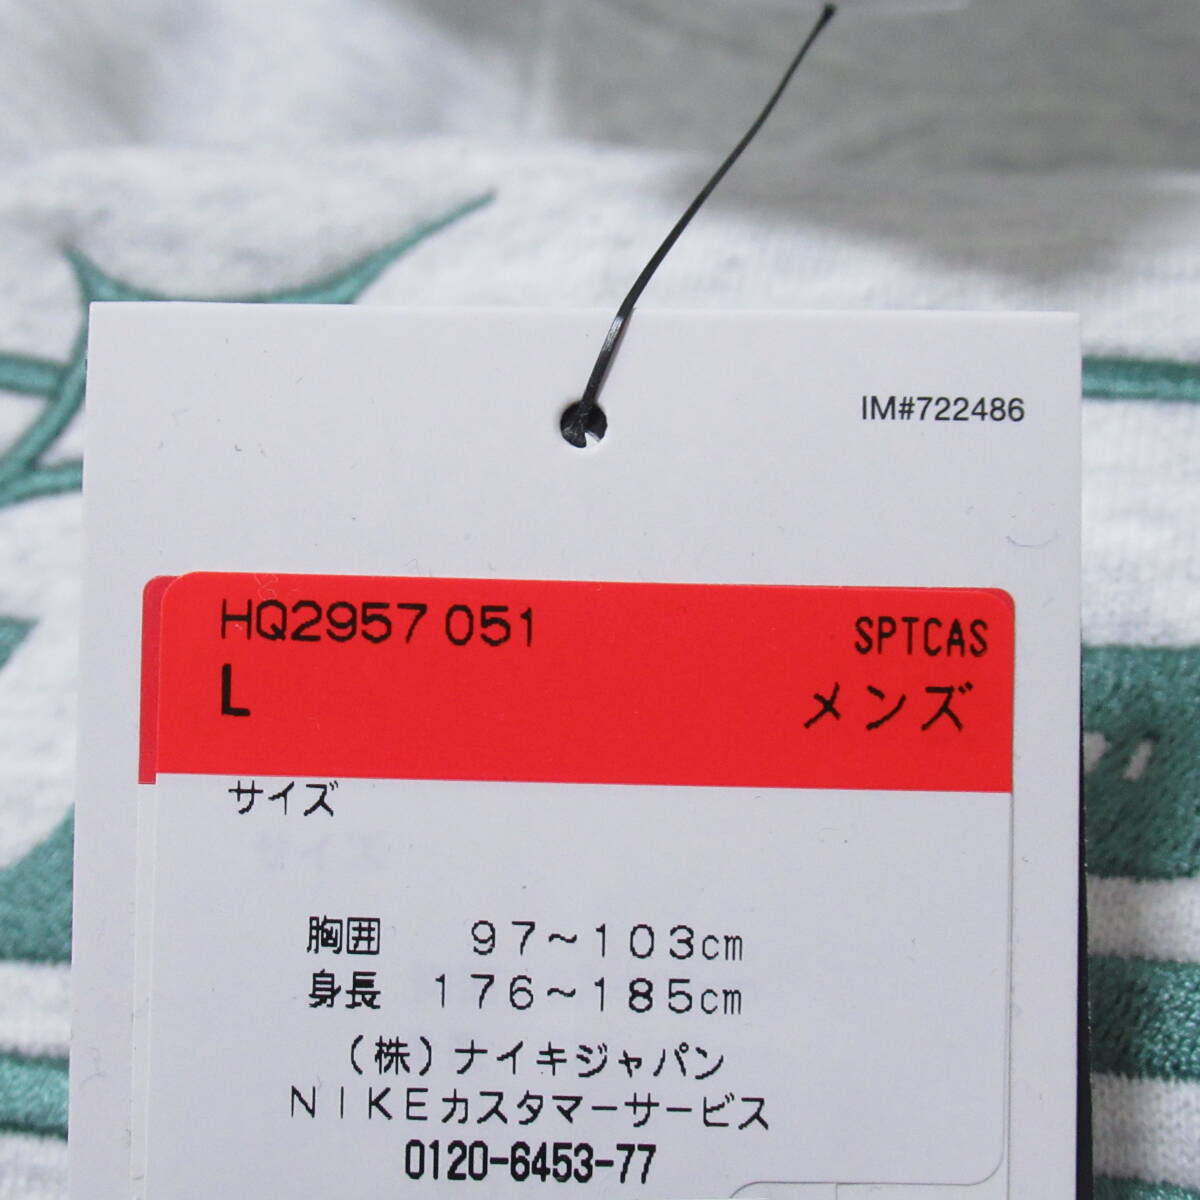 IM#722486
HQ2957 051 SPTCAS
L メンズ
サイズ
胸囲 97~103cm
身長 176~185cm
(株)ナイキジャパン
NIKEカスタマーサービス
0120-6453-77